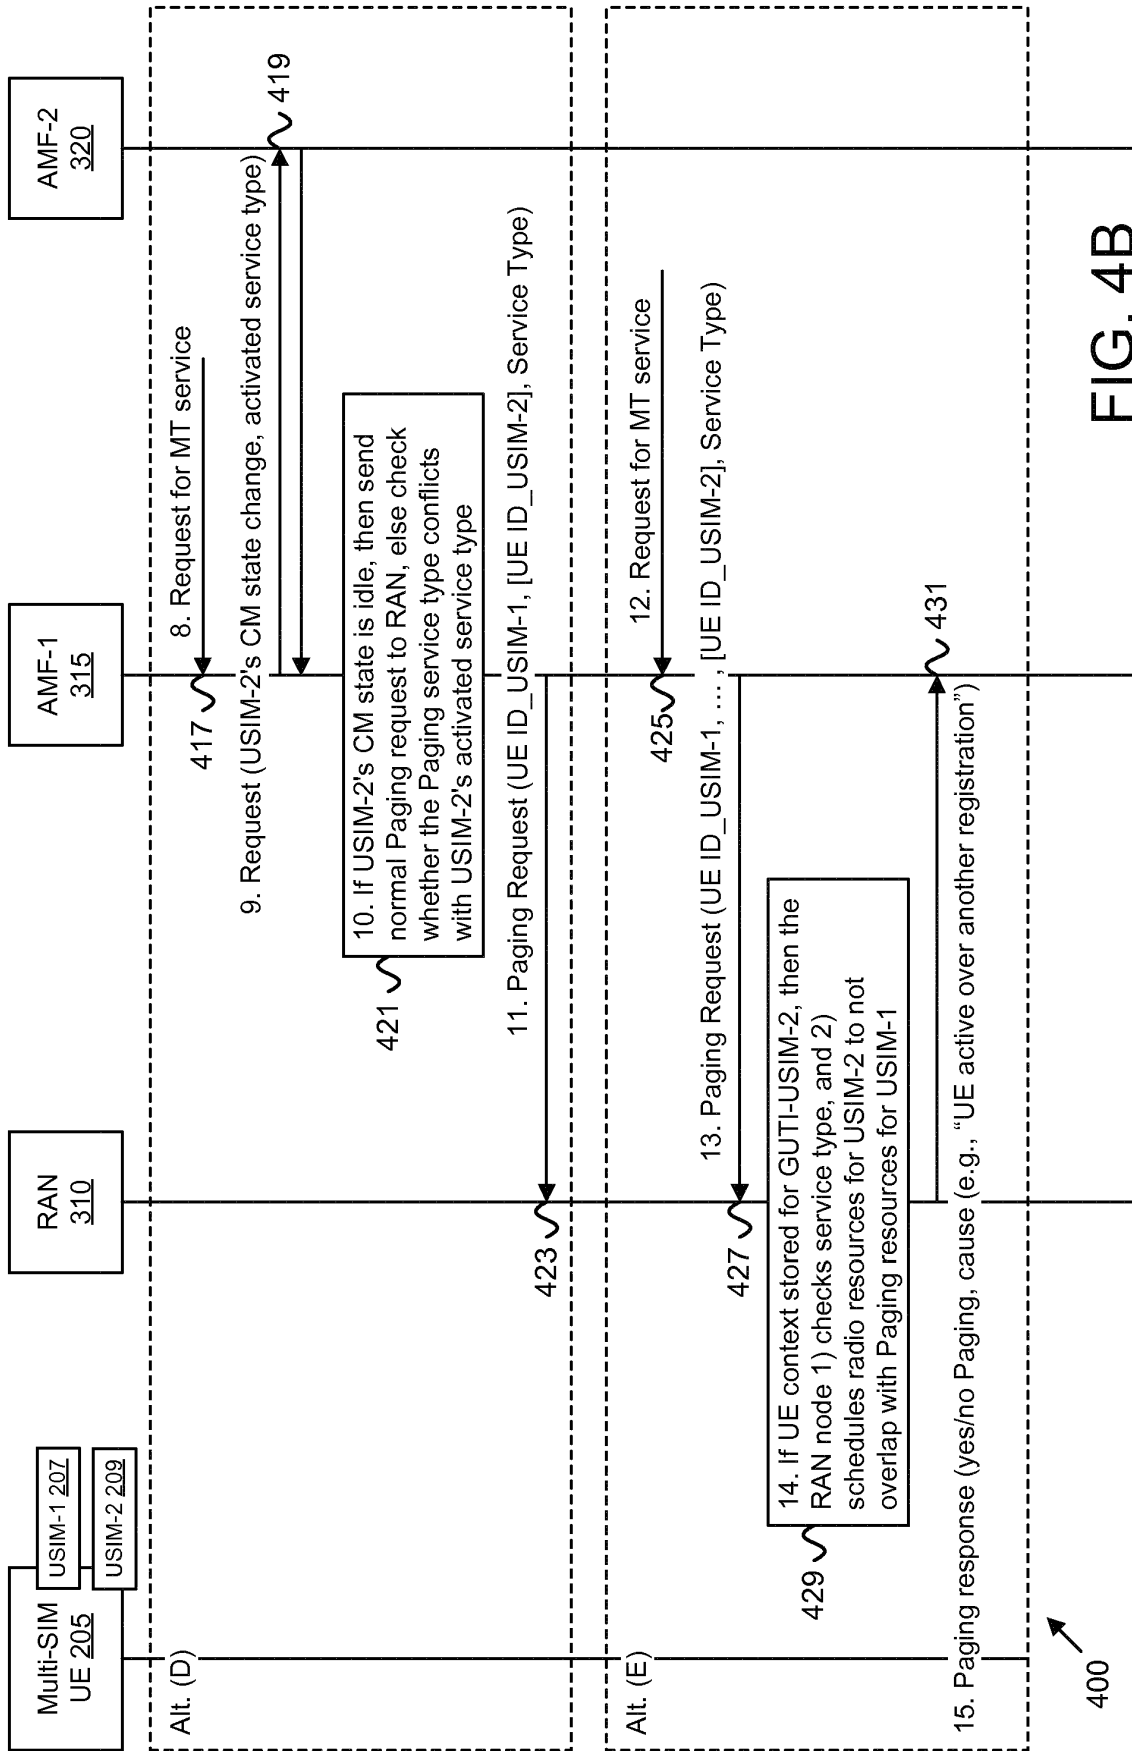 Multi-SIM
UE 205
USIM-1 207
USIM-2 209
RAN
310
AMF-1
315
AMF-2
320
Alt. (D)
8. Request for MT service
417
9. Request (USIM-2's CM state change, activated service type)
419
10. If USIM-2's CM state is idle, then send
normal Paging request to RAN, else check
whether the Paging service type conflicts
with USIM-2's activated service type
421
11. Paging Request (UE ID_USIM-1, [UE ID_USIM-2], Service Type)
423
Alt. (E)
12. Request for MT service
425
13. Paging Request (UE ID_USIM-1, … , [UE ID_USIM-2], Service Type)
427
14. If UE context stored for GUTI-USIM-2, then the
RAN node 1) checks service type, and 2)
schedules radio resources for USIM-2 to not
overlap with Paging resources for USIM-1
429
431
15. Paging response (yes/no Paging, cause (e.g., “UE active over another registration”)
400
FIG. 4B